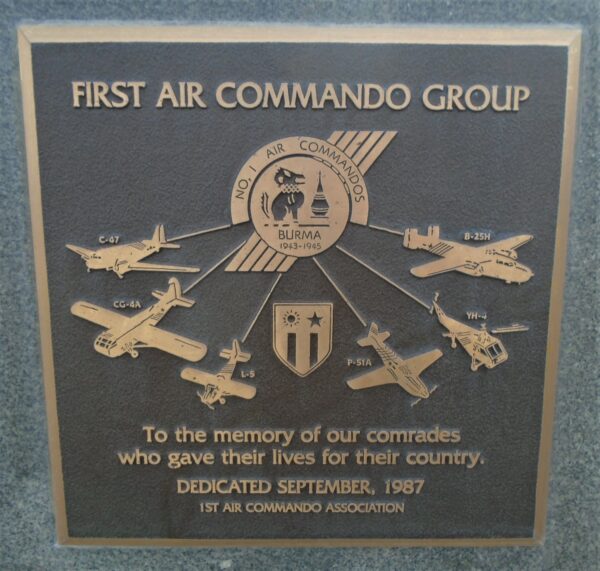 FIRST AIR COMMANDO GROUP
NO. 1 AIR COMMANDOS
BURMA
1943-1945
C-47
B-25H
CG-4A
YH-4
L-5
P-51A
To the memory of our comrades
who gave their lives for their country.
DEDICATED SEPTEMBER, 1987
1ST AIR COMMANDO ASSOCIATION